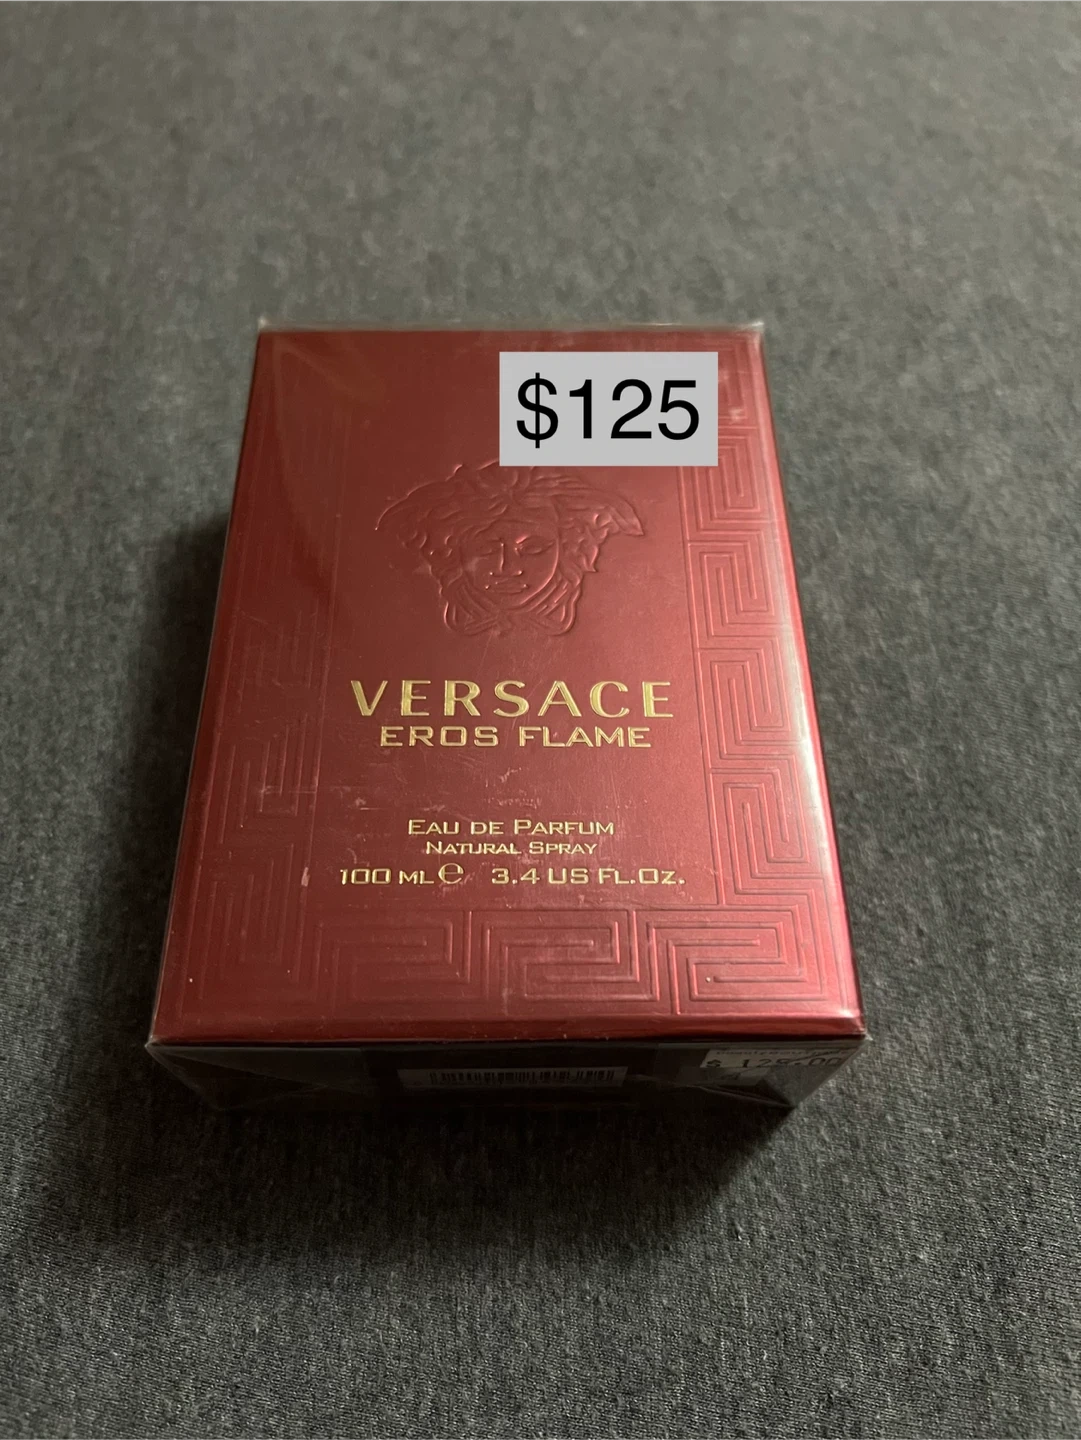 $125
VERSACE
EROS FLAME
EAU DE PARFUM
NATURAL SPRAY
100 ML e 3.4 US FL.OZ.